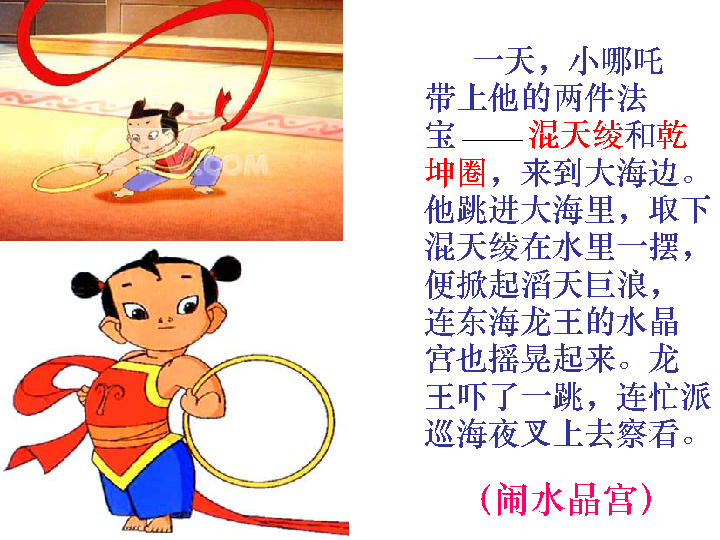 一天，小哪吒
带上他的两件法
宝——混天绫和乾
坤圈，来到大海边。
他跳进大海里，取下
混天绫在水里一摆，
便掀起滔天巨浪，
连东海龙王的水晶
宫也摇晃起来。龙
王吓了一跳，连忙派
巡海夜叉上去察看。
（闹水晶宫）